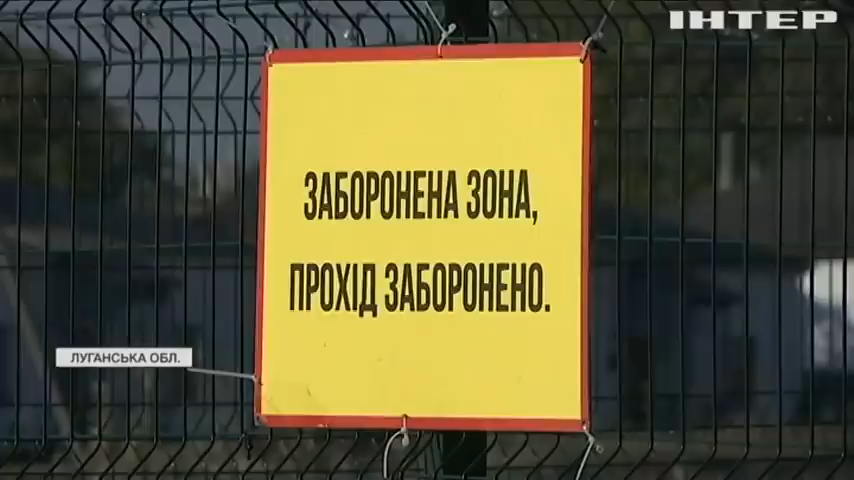 ІНТЕР
ЗАБОРОНЕНА ЗОНА,
ПРОХІД ЗАБОРОНЕНО.
ЛУГАНСЬКА ОБЛ.